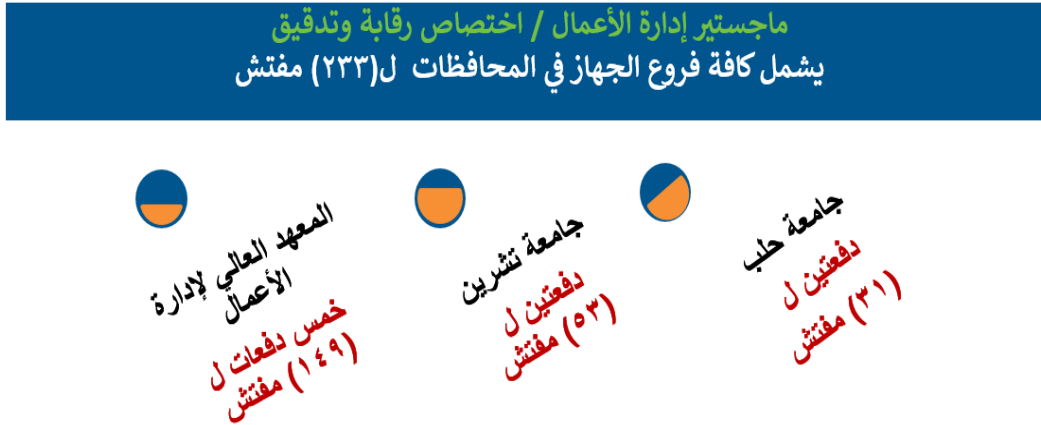 ماجستير إدارة الأعمال / اختصاص رقابة وتدقيق
يشمل كافة فروع الجهاز في المحافظات ل(٢٣٣) مفتش
جامعة حلب
دفعتين ل
(٣١) مفتش
جامعة تشرين
دفعتين ل
(٥٣) مفتش
المعهد العالي لإدارة
الأعمال
خمس دفعات ل
(١٤٩) مفتش